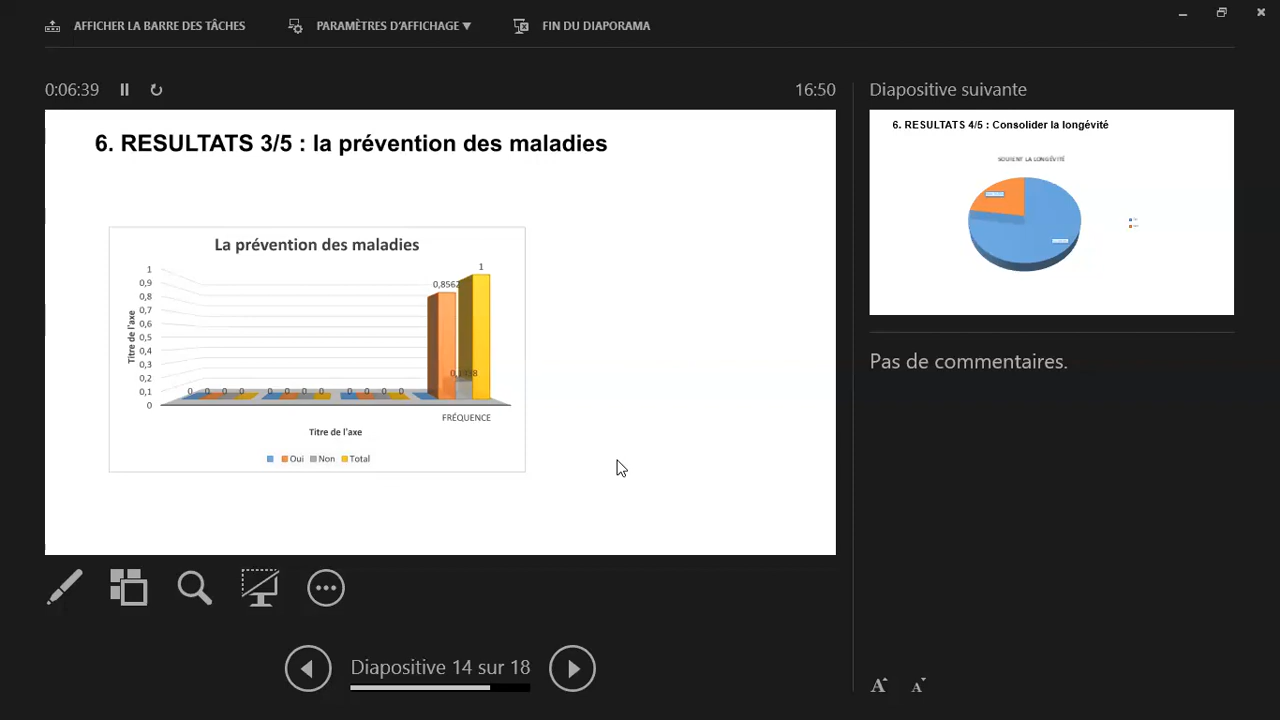 AFFICHER LA BARRE DES TÂCHES
PARAMÈTRES D'AFFICHAGE ▼
FIN DU DIAPORAMA
0:06:39
16:50
6. RESULTATS 3/5 : la prévention des maladies
La prévention des maladies
Titre de l'axe
1
0,9
0,8
0,7
0,6
0,5
0,4
0,3
0,2
0,1
0
0 0 0 0 0 0 0 0 0 0 0 0
0,8562
1
FRÉQUENCE
Titre de l'axe
Oui Non Total
Diapositive 14 sur 18
Diapositive suivante
6. RESULTATS 4/5 : Consolider la longévité
LA LONGÉVITÉ
Pas de commentaires.
A A